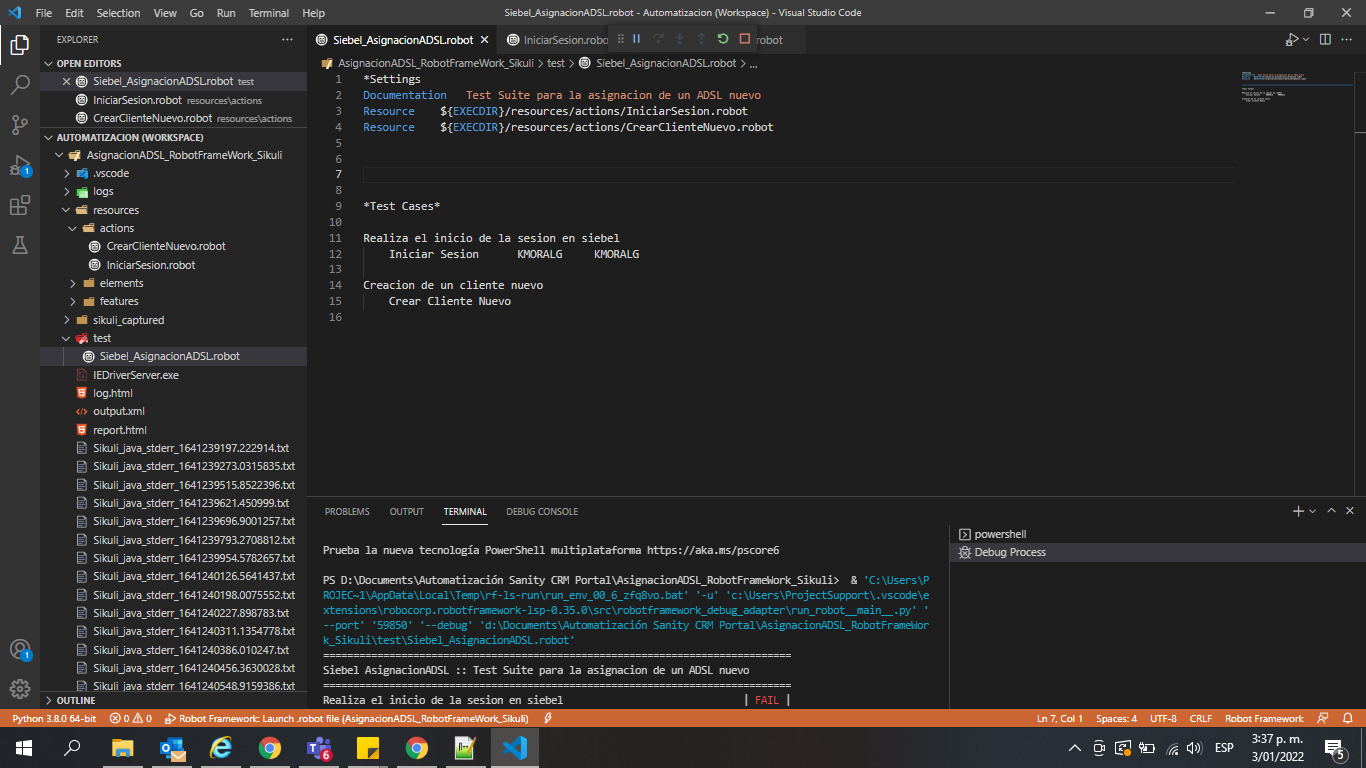 File Edit Selection View Go Run Terminal Help
Siebel_AsignacionADSL.robot - Automatizacion (Workspace) - Visual Studio Code
EXPLORER
OPEN EDITORS
Siebel_AsignacionADSL.robot test
IniciarSesion.robot resources\actions
CrearClienteNuevo.robot resources\actions
AUTOMATIZACION (WORKSPACE)
AsignacionADSL_RobotFrameWork_Sikuli
.vscode
logs
resources
actions
CrearClienteNuevo.robot
IniciarSesion.robot
elements
features
sikuli_captured
test
Siebel_AsignacionADSL.robot
IEDriverServer.exe
log.html
output.xml
report.html
Sikuli_java_stderr_1641239197.222914.txt
Sikuli_java_stderr_1641239273.0315835.txt
Sikuli_java_stderr_1641239515.8522396.txt
Sikuli_java_stderr_1641239621.450999.txt
Sikuli_java_stderr_1641239696.9001257.txt
Sikuli_java_stderr_1641239793.2708812.txt
Sikuli_java_stderr_1641239954.5782657.txt
Sikuli_java_stderr_1641240126.5641437.txt
Sikuli_java_stderr_1641240198.0075552.txt
Sikuli_java_stderr_1641240227.898783.txt
Sikuli_java_stderr_1641240311.1354778.txt
Sikuli_java_stderr_1641240386.010247.txt
Sikuli_java_stderr_1641240456.3630028.txt
Sikuli_java_stderr_1641240548.9159386.txt
OUTLINE
Siebel_AsignacionADSL.robot IniciarSesion.robo robot
AsignacionADSL_RobotFrameWork_Sikuli > test > Siebel_AsignacionADSL.robot > ...
1 *Settings
2 Documentation Test Suite para la asignacion de un ADSL nuevo
3 Resource ${EXECDIR}/resources/actions/IniciarSesion.robot
4 Resource ${EXECDIR}/resources/actions/CrearClienteNuevo.robot
5
6
7
8
9 *Test Cases*
10
11 Realiza el inicio de la sesion en siebel
12 Iniciar Sesion KMORALG KMORALG
13
14 Creacion de un cliente nuevo
15 Crear Cliente Nuevo
16
PROBLEMS OUTPUT TERMINAL DEBUG CONSOLE
Prueba la nueva tecnología PowerShell multiplataforma https://aka.ms/pscore6
PS D:\Documents\Automatización Sanity CRM Portal\AsignacionADSL_RobotFrameWork_Sikuli> & 'C:\Users\P
ROJEC~1\AppData\Local\Temp\rf-ls-run\run_env_00_6_zfq8vo.bat' '-u' 'c:\Users\ProjectSupport\.vscode\e
xtensions\robocorp.robotframework-lsp-0.35.0\src\robotframework_debug_adapter\run_robot__main__.py' '
--port' '59850' '--debug' 'd:\Documents\Automatización Sanity CRM Portal\AsignacionADSL_RobotFrameWor
k_Sikuli\test\Siebel_AsignacionADSL.robot'
==============================================================================
Siebel AsignacionADSL :: Test Suite para la asignacion de un ADSL nuevo
==============================================================================
Realiza el inicio de la sesion en siebel | FAIL |
powershell
Debug Process
1
1
Python 3.8.0 64-bit 0 0 Robot Framework: Launch .robot file (AsignacionADSL_RobotFrameWork_Sikuli)
Ln 7, Col 1 Spaces: 4 UTF-8 CRLF Robot Framework
6
ESP
3:37 p. m.
3/01/2022
5